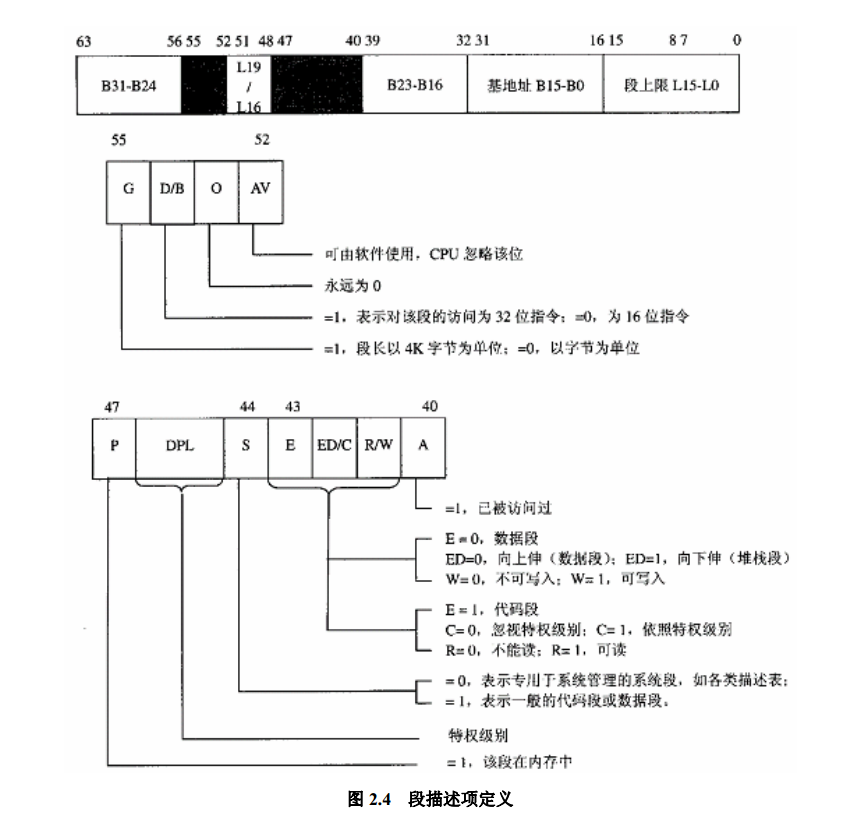 63 56 55 52 51 48 47 40 39 32 31 16 15 8 7 0
B31-B24 L19 / L16 B23-B16 基地址 B15-B0 段上限 L15-L0
55 52
G D/B O AV
可由软件使用，CPU 忽略该位
永远为 0
=1，表示对该段的访问为 32 位指令；=0，为 16 位指令
=1，段长以 4K 字节为单位；=0，以字节为单位
47 44 43 40
P DPL S E ED/C R/W A
=1，已被访问过
E=0，数据段
ED=0，向上伸（数据段）；ED=1，向下伸（堆栈段）
W=0，不可写入；W=1，可写入
E=1，代码段
C=0，忽视特权级别；C=1，依照特权级别
R=0，不能读；R=1，可读
=0，表示专用于系统管理的系统段，如各类描述表；
=1，表示一般的代码段或数据段。
特权级别
=1，该段在内存中
图 2.4 段描述项定义